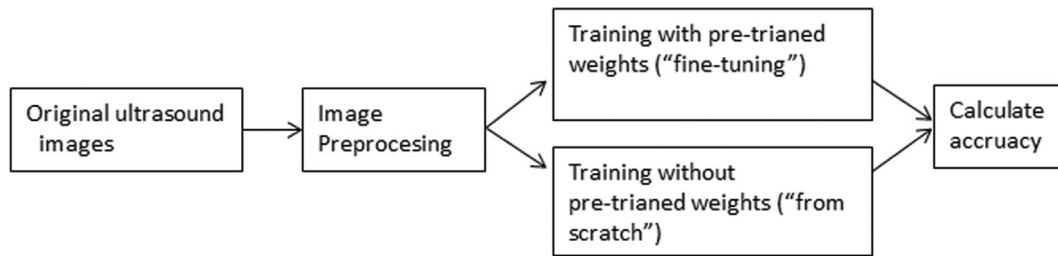 Original ultrasound
images
Image
Preprocesing
Training with pre-trianed
weights (“fine-tuning”)
Training without
pre-trianed weights (“from
scratch”)
Calculate
accruacy